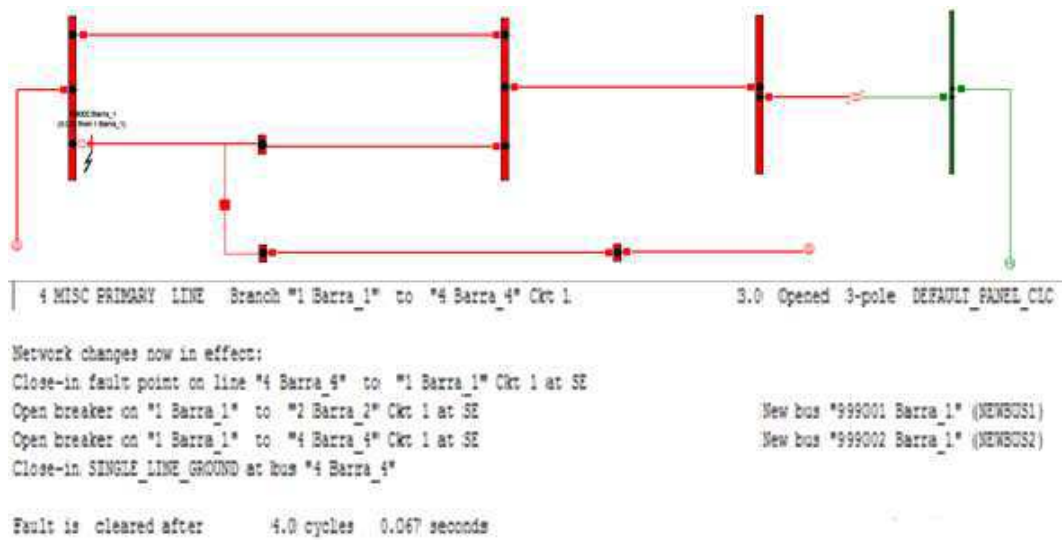 4 MISC PRIMARY LINE Branch "1 Barra_1" to "4 Barra_4" Ckt 1 3.0 Opened 3-pole DEFAULT_PANEL_CLC
Network changes now in effect:
Close-in fault point on line "4 Barra_4" to "1 Barra_1" Ckt 1 at SE
Open breaker on "1 Barra_1" to "2 Barra_2" Ckt 1 at SE New bus "999001 Barra_1" (NEWBUS1)
Open breaker on "1 Barra_1" to "4 Barra_4" Ckt 1 at SE New bus "999002 Barra_1" (NEWBUS2)
Close-in SINGLE_LINE_GROUND at bus "4 Barra_4"
Fault is cleared after 4.0 cycles 0.067 seconds